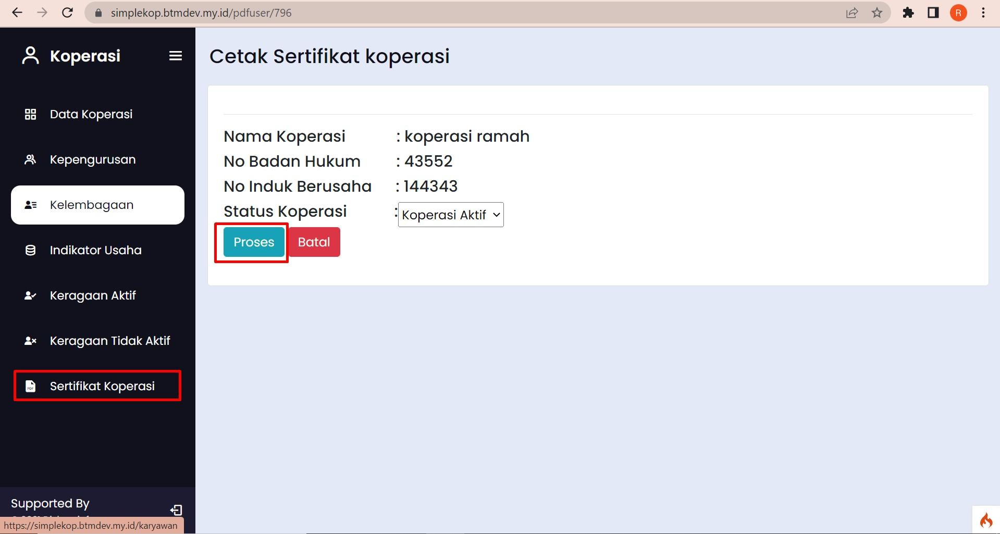 simplekop.btmdev.my.id/pdfuser/796
R
Koperasi
Data Koperasi
Kepengurusan
Kelembagaan
Indikator Usaha
Keragaan Aktif
Keragaan Tidak Aktif
PDF
Sertifikat Koperasi
Supported By
https://simplekop.btmdev.my.id/karyawan
Cetak Sertifikat koperasi
Nama Koperasi : koperasi ramah
No Badan Hukum : 43552
No Induk Berusaha : 144343
Status Koperasi : Koperasi Aktif
Proses Batal